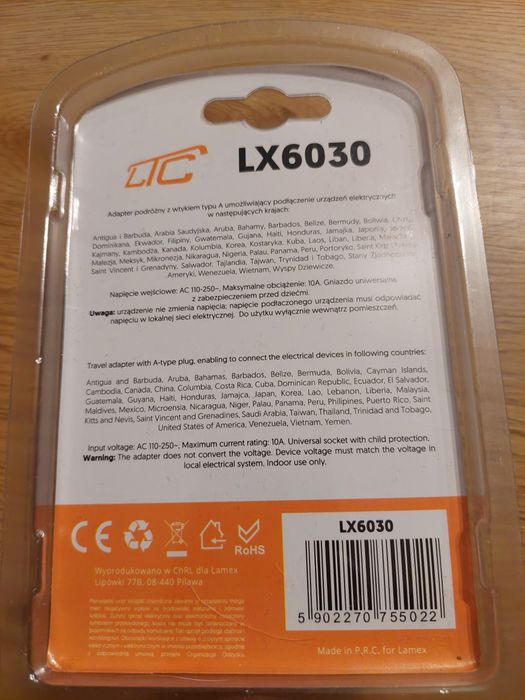 LTC
LX6030
Adapter podróżny z wtykiem typu A umożliwiający podłączenie urządzeń elektrycznych
w następujących krajach:
Antigua i Barbuda, Arabia Saudyjska, Aruba, Bahamy, Barbados, Belize, Bermudy, Boliwia,
Dominikana, Ekwador, Filipiny, Gwatemala, Gujana, Haiti, Honduras, Jamajka, Japonia,
Kajmany, Kambodża, Kanada, Kolumbia, Korea, Kostaryka, Kuba, Laos, Liban, Liberia,
Malezja, Meksyk, Mikronezja, Nikaragua, Nigeria, Palau, Panama, Peru, Portoryko, Saint Kitts
Saint Vincent i Grenadyny, Salwador, Tajlandia, Tajwan, Trynidad i Tobago, Stany
Ameryki, Wenezuela, Wietnam, Wyspy Dziewicze.
Napięcie wejściowe: AC 110-250~, Maksymalne obciążenie: 10A. Gniazdo uniwersalne
z zabezpieczeniem przed dziećmi.
Uwaga: urządzenie nie zmienia napięcia; napięcie podłączonego urządzenia musi odpowiadać
napięciu w lokalnej sieci elektrycznej. Do użytku wyłącznie wewnątrz pomieszczeń.
Travel adapter with A-type plug, enabling to connect the electrical devices in following countries:
Antigua and Barbuda, Aruba, Bahamas, Barbados, Belize, Bermuda, Bolivia, Cayman Islands,
Cambodia, Canada, China, Columbia, Costa Rica, Cuba, Dominican Republic, Ecuador, El Salvador,
Guatemala, Guyana, Haiti, Honduras, Jamajca, Japan, Korea, Lao, Lebanon, Liberia, Malaysia,
Maldives, Mexico, Microensia, Nicaragua, Niger, Palau, Panama, Peru, Philipines, Puerto Rico, Saint
Kitts and Nevis, Saint Vincent and Grenadines, Saudi Arabia, Taiwan, Thailand, Trinidad and Tobago,
United States of America, Venezuela, Vietnam, Yemen.
Input voltage: AC 110-250~, Maximum current rating: 10A. Universal socket with child protection.
Warning: The adapter does not convert the voltage. Device voltage must match the voltage in
local electrical system. Indoor use only.
CE
RoHS
Wyprodukowano w ChRL dla Lamex
Lipówki 77B, 08-440 Pilawa
LX6030
5 902270 755022
Made in P.R.C. for Lamex